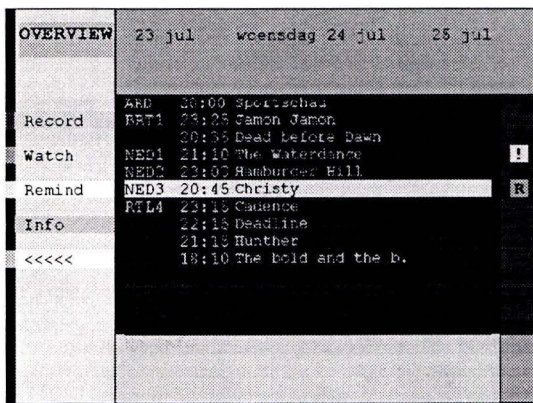 OVERVIEW 23 jul woensdag 24 jul 25 jul
ARD 20:00 Sportschau
Record BRT1 23:25 Jamon Jamon
20:35 Dead before Dawn
Watch NED1 21:10 The Waterdance !
NED2 23:00 Hamburger Hill
Remind NED3 20:45 Christy R
RTL4 23:15 Cadence
Info 22:15 Deadline
21:15 Hunther
<<<<< 18:10 The bold and the b.